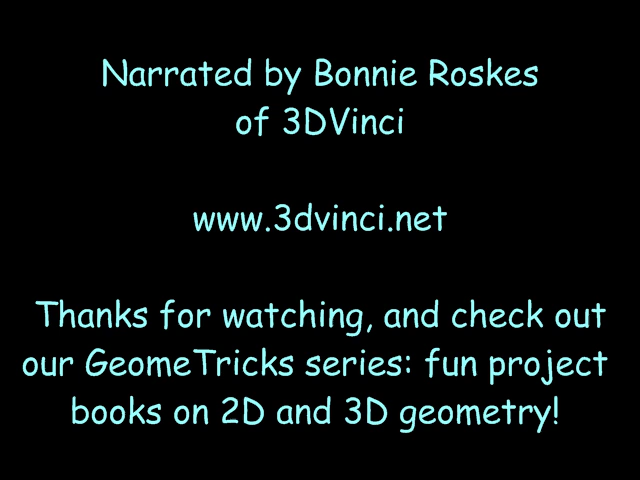 Narrated by Bonnie Roskes
of 3DVinci
www.3dvinci.net
Thanks for watching, and check out
our GeomeTricks series: fun project
books on 2D and 3D geometry!